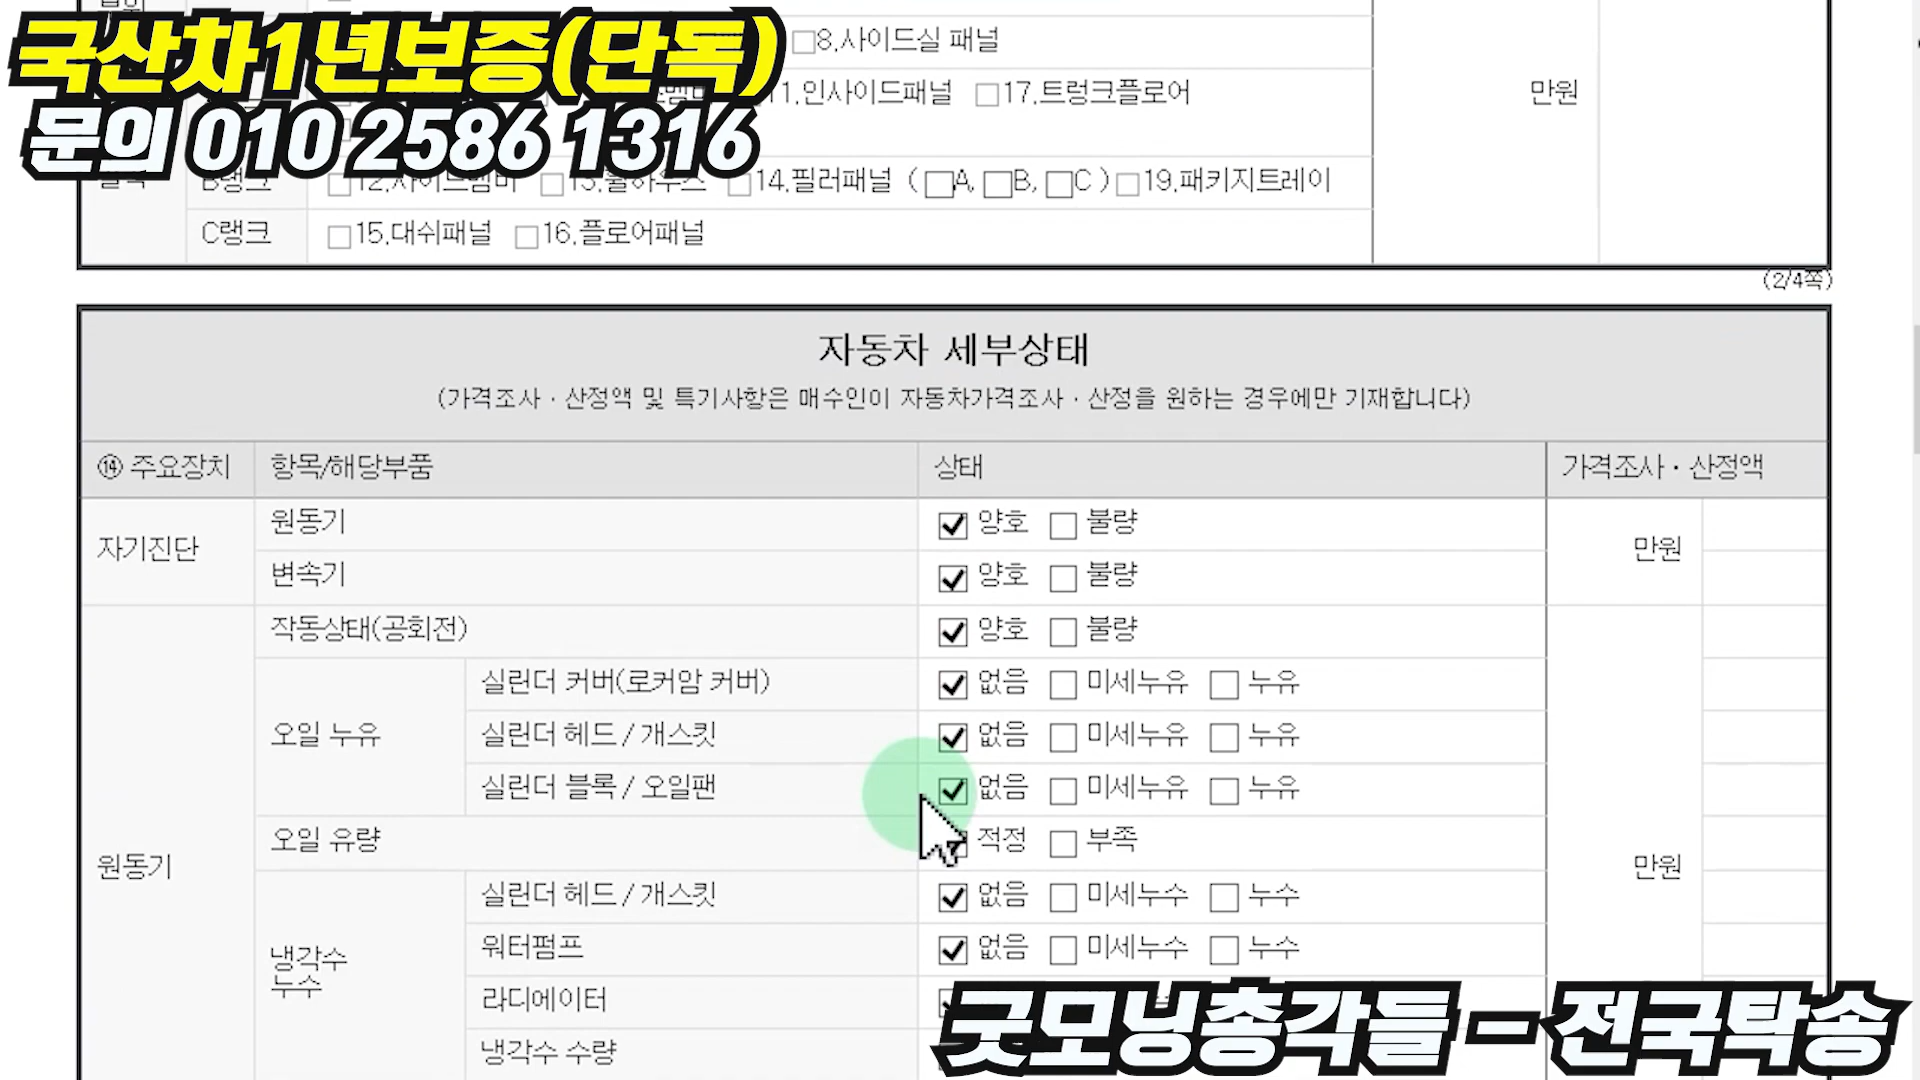 국산차1년보증(단독)
문의 010 2586 1316
8.사이드실 패널
11.인사이드패널 17.트렁크플로어
만원
B랭크 12.사이드멤버 13.휠하우스 14.필러패널 (A, B, C) 19.패키지트레이
C랭크 15.대쉬패널 16.플로어패널
(2/4쪽)
자동차 세부상태
(가격조사·산정액 및 특기사항은 매수인이 자동차가격조사·산정을 원하는 경우에만 기재합니다)
⑭ 주요장치 항목/해당부품 상태 가격조사·산정액
자기진단 원동기 양호 불량 만원
변속기 양호 불량
원동기 작동상태(공회전) 양호 불량 만원
오일 누유 실린더 커버(로커암 커버) 없음 미세누유 누유
실린더 헤드 / 개스킷 없음 미세누유 누유
실린더 블록 / 오일팬 없음 미세누유 누유
오일 유량 적정 부족
냉각수 누수 실린더 헤드 / 개스킷 없음 미세누수 누수
워터펌프 없음 미세누수 누수
라디에이터
냉각수 수량
굿모닝총각들 – 전국탁송